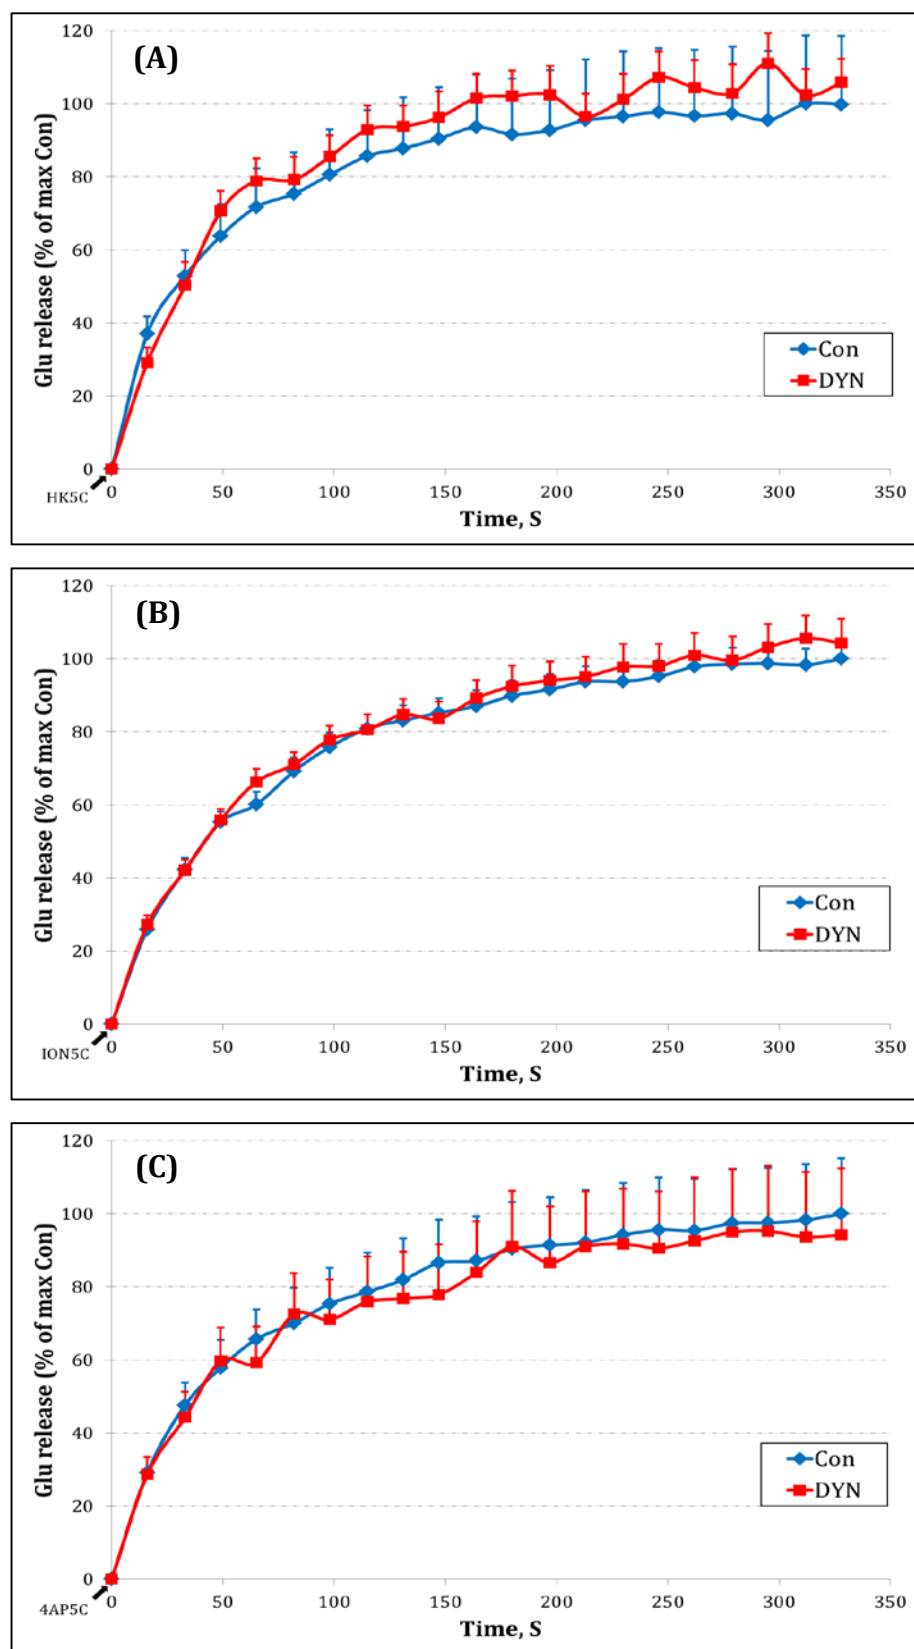 (A)
Glu release (% of max Con)
120
100
80
60
40
20
0
Con
DYN
HK5C
0 50 100 150 200 250 300 350
Time, S
(B)
Glu release (% of max Con)
120
100
80
60
40
20
0
Con
DYN
ION5C
0 50 100 150 200 250 300 350
Time, S
(C)
Glu release (% of max Con)
120
100
80
60
40
20
0
Con
DYN
4AP5C
0 50 100 150 200 250 300 350
Time, S